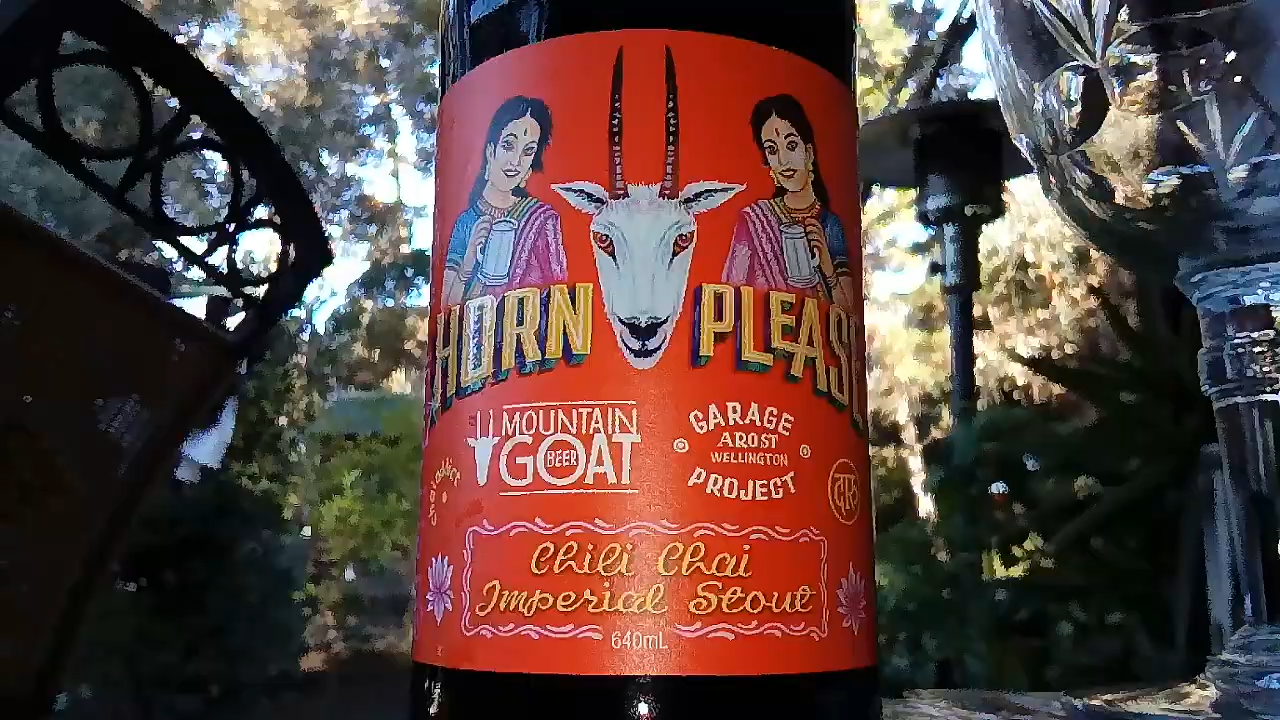 HORN PLEAS
MOUNTAIN
GOAT
BEER
GARAGE
AROST
WELLINGTON
PROJECT
Chili Chai
Imperial Stout
640mL